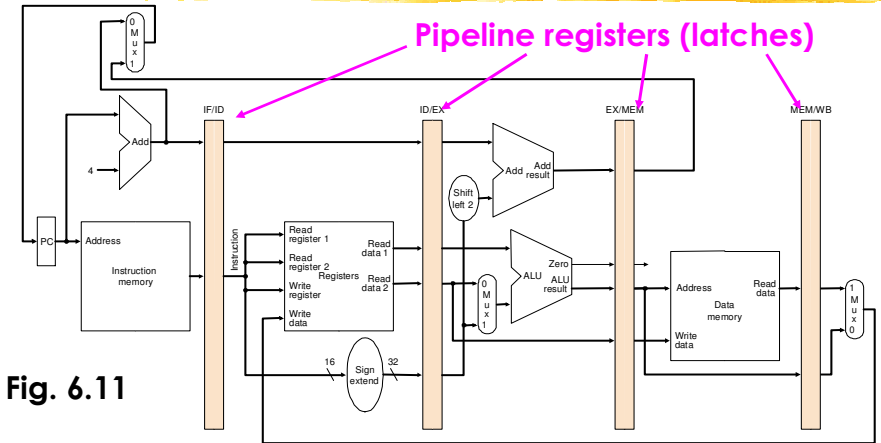 Pipeline registers (latches)
0
M
u
x
1
IF/ID
ID/EX
EX/MEM
MEM/WB
Add
4
Add
Add
result
Shift
left 2
PC
Address
Instruction
memory
Instruction
Read
register 1
Read
register 2
Registers
Write
register
Write
data
Read
data 1
Read
data 2
0
M
u
x
1
ALU
Zero
ALU
result
Address
Write
data
Data
memory
Read
data
1
M
u
x
0
16
Sign
extend
32
Fig. 6.11